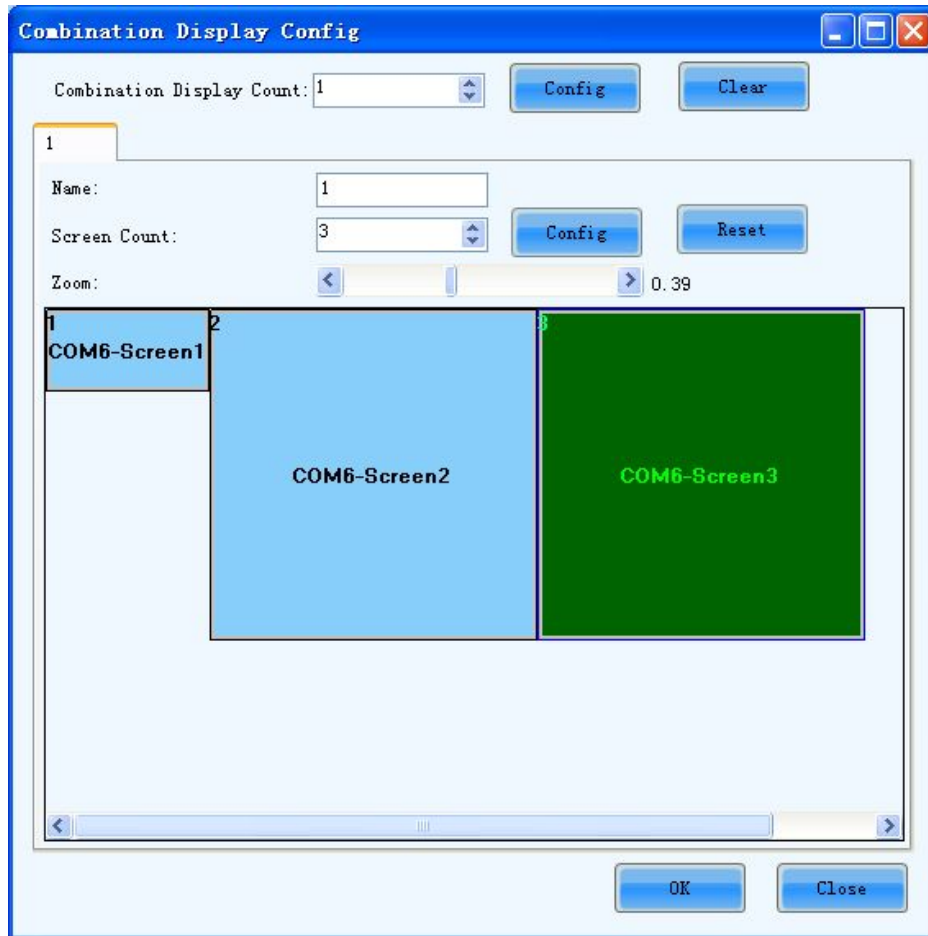 Combination Display Config
Combination Display Count: 1 Config Clear
1
Name: 1
Screen Count: 3 Config Reset
Zoom: 0.39
1 2 3
COM6-Screen1
COM6-Screen2 COM6-Screen3
OK Close